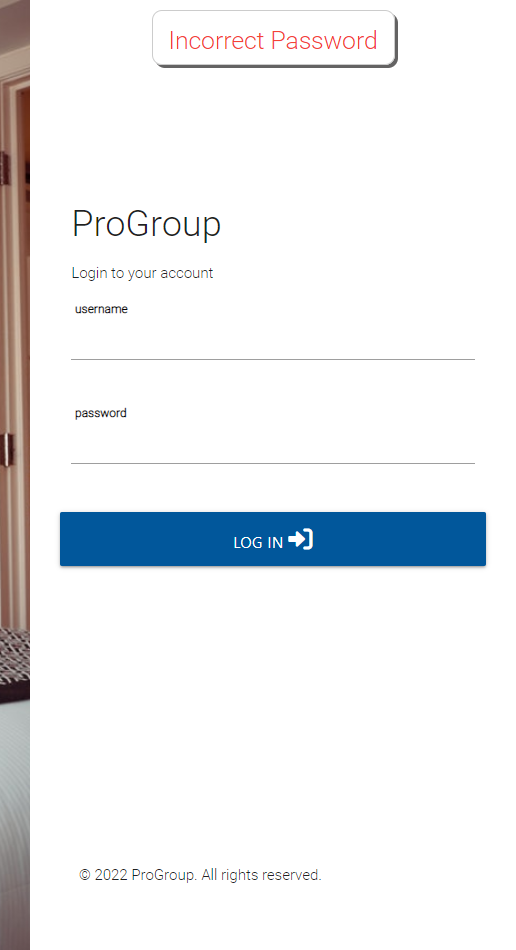 Incorrect Password
ProGroup
Login to your account
username
password
LOG IN
© 2022 ProGroup. All rights reserved.